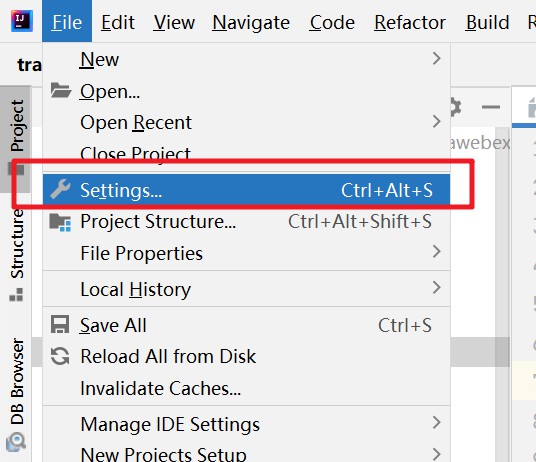 IJ
File Edit View Navigate Code Refactor Build
tra
New
Open...
Open Recent
Close Project
awebex
Settings... Ctrl+Alt+S
Project Structure... Ctrl+Alt+Shift+S
File Properties
Local History
Save All Ctrl+S
Reload All from Disk
Invalidate Caches...
Manage IDE Settings
New Projects Setup
Project
Structure
DB Browser